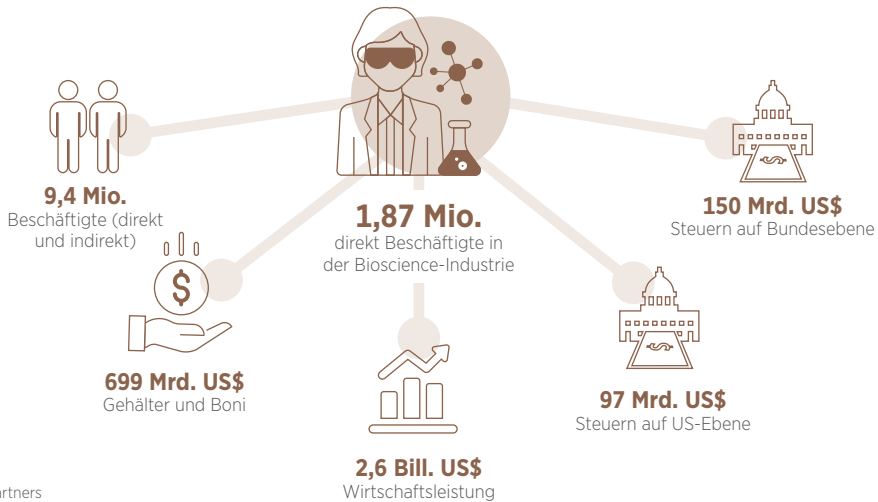 9,4 Mio.
Beschäftigte (direkt
und indirekt)
1,87 Mio.
direkt Beschäftigte in
der Bioscience-Industrie
150 Mrd. US$
Steuern auf Bundesebene
$
699 Mrd. US$
Gehälter und Boni
$
97 Mrd. US$
Steuern auf US-Ebene
$
2,6 Bill. US$
Wirtschaftsleistung